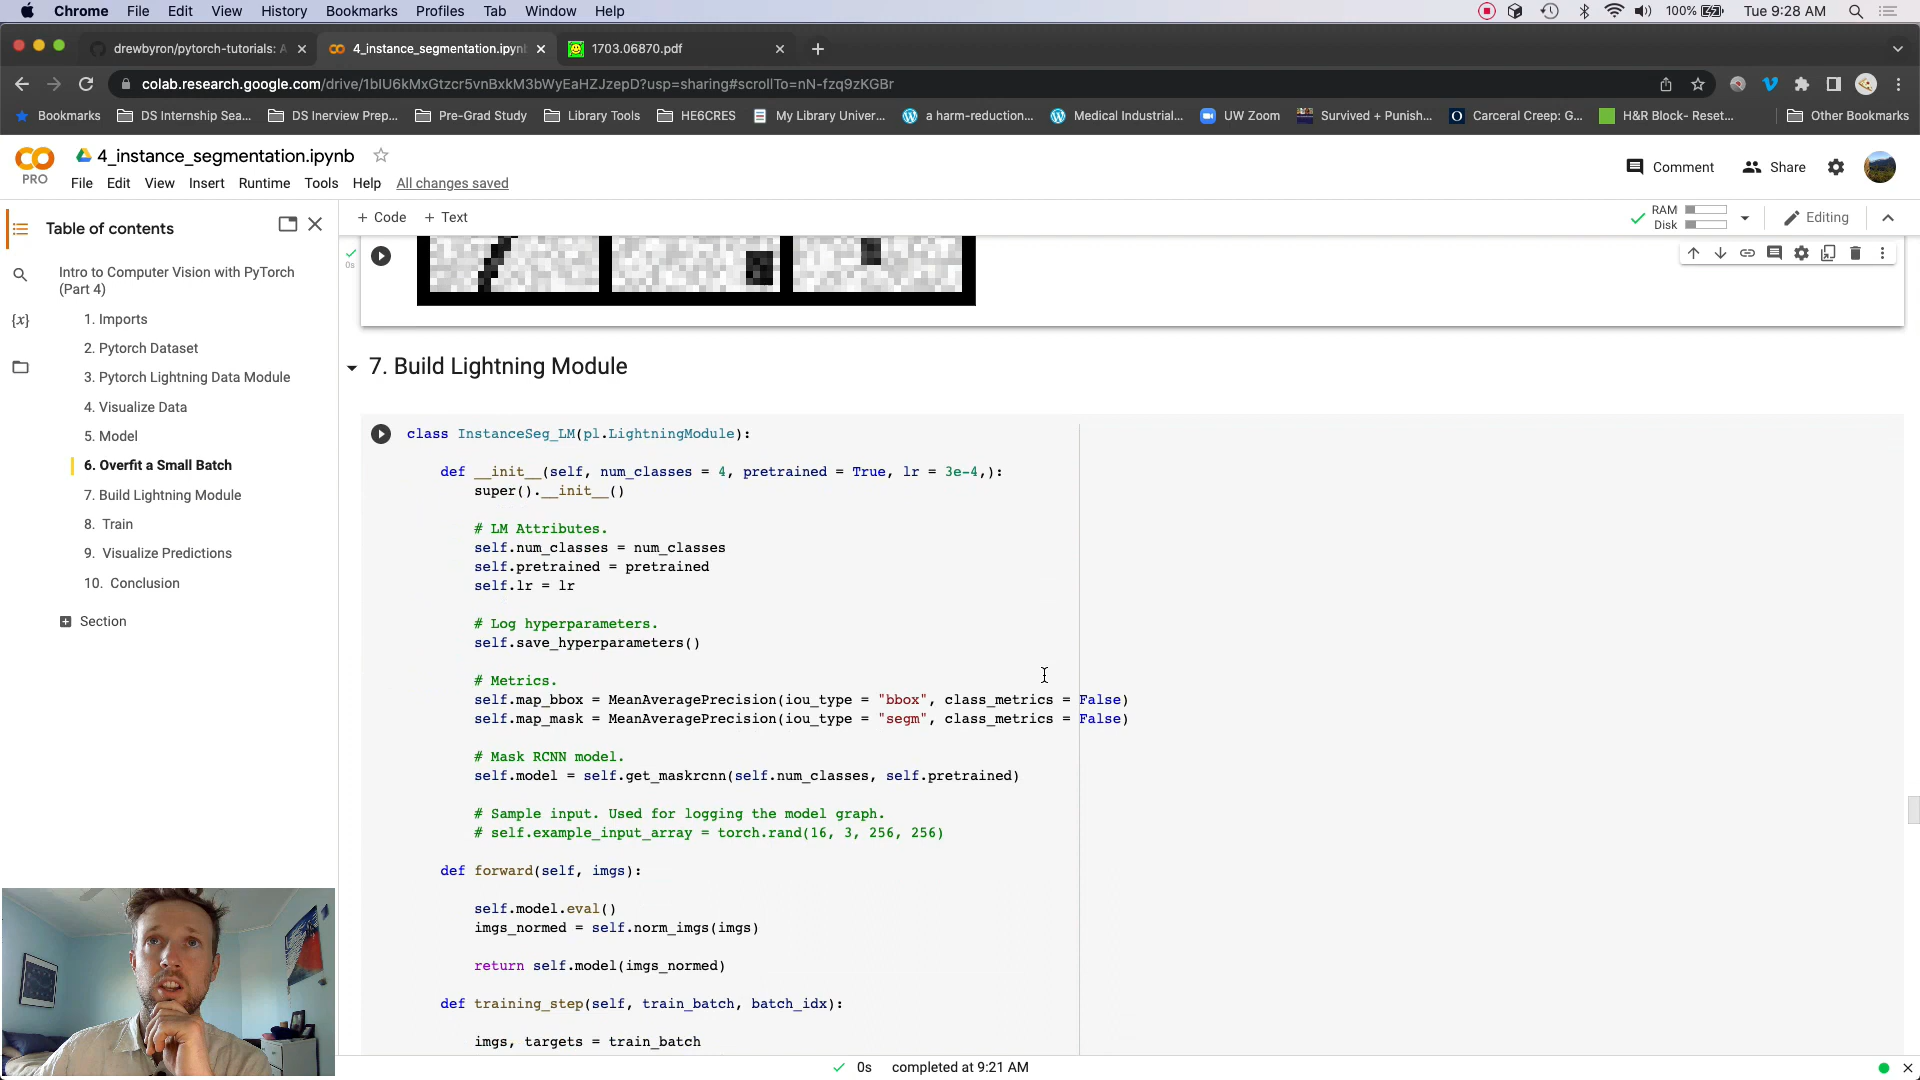 Chrome File Edit View History Bookmarks Profiles Tab Window Help 100% Tue 9:28 AM
drewbyron/pytorch-tutorials: A 4_instance_segmentation.ipyn 1703.06870.pdf
colab.research.google.com/drive/1bIU6kMxGtzcr5vnBxkM3bWyEaHZJzepD?usp=sharing#scrollTo=nN-fzq9zKGBr
Bookmarks DS Internship Sea... DS Inerview Prep... Pre-Grad Study Library Tools HE6CRES My Library Univer... a harm-reduction... Medical Industrial... UW Zoom Survived + Punish... Carceral Creep: G... H&R Block- Reset... Other Bookmarks
PRO
4_instance_segmentation.ipynb
File Edit View Insert Runtime Tools Help All changes saved
Comment Share
Table of contents
+ Code + Text
RAM
Disk
Editing
Intro to Computer Vision with PyTorch
(Part 4)
1. Imports
2. Pytorch Dataset
3. Pytorch Lightning Data Module
4. Visualize Data
5. Model
6. Overfit a Small Batch
7. Build Lightning Module
8. Train
9. Visualize Predictions
10. Conclusion
Section
{x}
0s
7. Build Lightning Module
class InstanceSeg_LM(pl.LightningModule):
def __init__(self, num_classes = 4, pretrained = True, lr = 3e-4,):
super().__init__()
# LM Attributes.
self.num_classes = num_classes
self.pretrained = pretrained
self.lr = lr
# Log hyperparameters.
self.save_hyperparameters()
# Metrics.
self.map_bbox = MeanAveragePrecision(iou_type = "bbox", class_metrics = False)
self.map_mask = MeanAveragePrecision(iou_type = "segm", class_metrics = False)
# Mask RCNN model.
self.model = self.get_maskrcnn(self.num_classes, self.pretrained)
# Sample input. Used for logging the model graph.
# self.example_input_array = torch.rand(16, 3, 256, 256)
def forward(self, imgs):
self.model.eval()
imgs_normed = self.norm_imgs(imgs)
return self.model(imgs_normed)
def training_step(self, train_batch, batch_idx):
imgs, targets = train_batch
0s completed at 9:21 AM